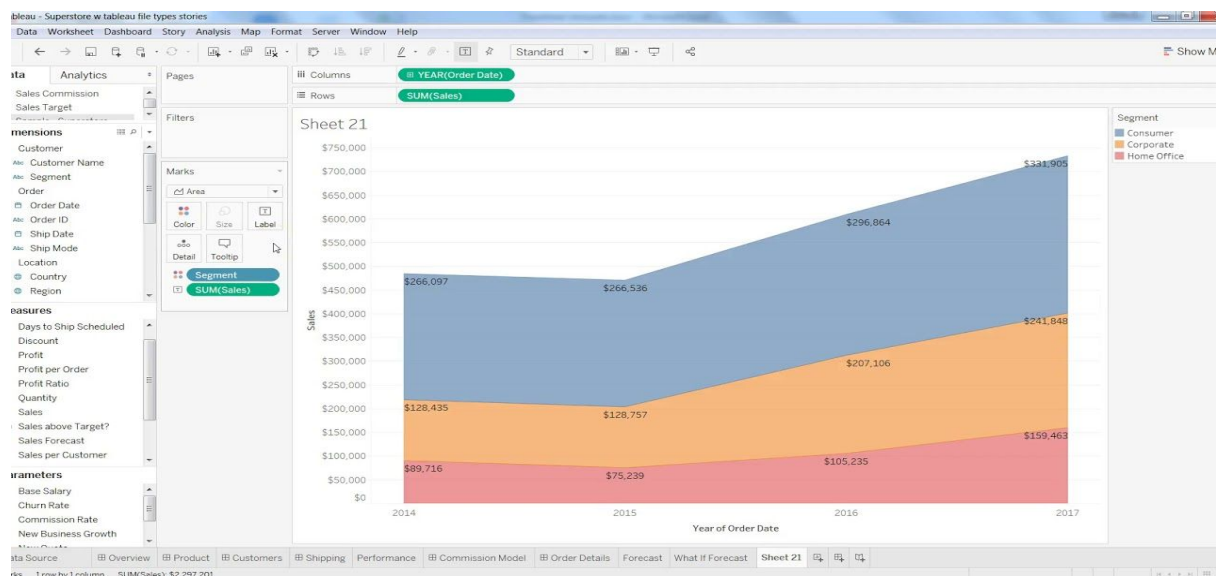 ableau - Superstore w tableau file types stories
Data Worksheet Dashboard Story Analysis Map Format Server Window Help
Standard
Show M
ata Analytics
Sales Commission
Sales Target
mensions
Customer
Abc Customer Name
Abc Segment
Order
Order Date
Abc Order ID
Ship Date
Abc Ship Mode
Location
Country
Region
easures
Days to Ship Scheduled
Discount
Profit
Profit per Order
Profit Ratio
Quantity
Sales
Sales above Target?
Sales Forecast
Sales per Customer
arameters
Base Salary
Churn Rate
Commission Rate
New Business Growth
New Quota
Pages
Filters
Marks
Area
Color Size Label
Detail Tooltip
Segment
SUM(Sales)
Columns YEAR(Order Date)
Rows SUM(Sales)
Sheet 21
$750,000
$700,000
$650,000
$600,000
$550,000
$500,000
$450,000
$400,000
$350,000
$300,000
$250,000
$200,000
$150,000
$100,000
$50,000
$0
Sales
$331,905
$296,864
$266,097
$266,536
$241,848
$207,106
$128,435
$128,757
$159,463
$105,235
$89,716
$75,239
2014 2015 2016 2017
Year of Order Date
Segment
Consumer
Corporate
Home Office
ata Source Overview Product Customers Shipping Performance Commission Model Order Details Forecast What If Forecast Sheet 21
rks 1 row by 1 column SUM(Sales): $2,297,201